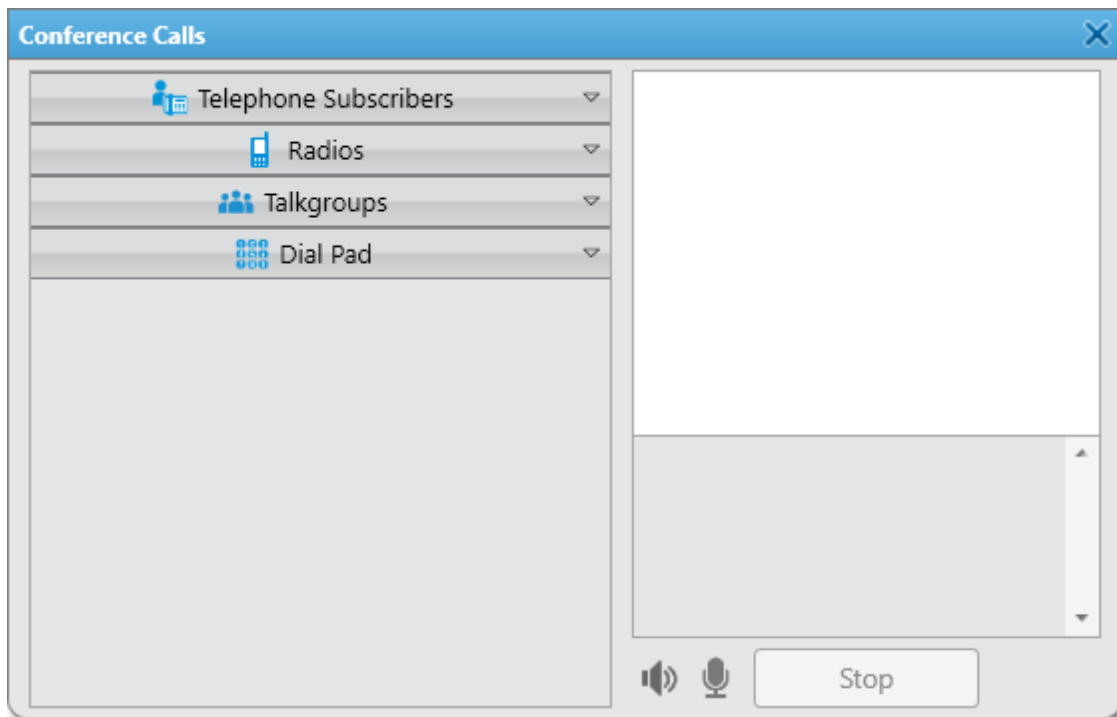 Conference Calls
Telephone Subscribers
Radios
Talkgroups
Dial Pad
Stop